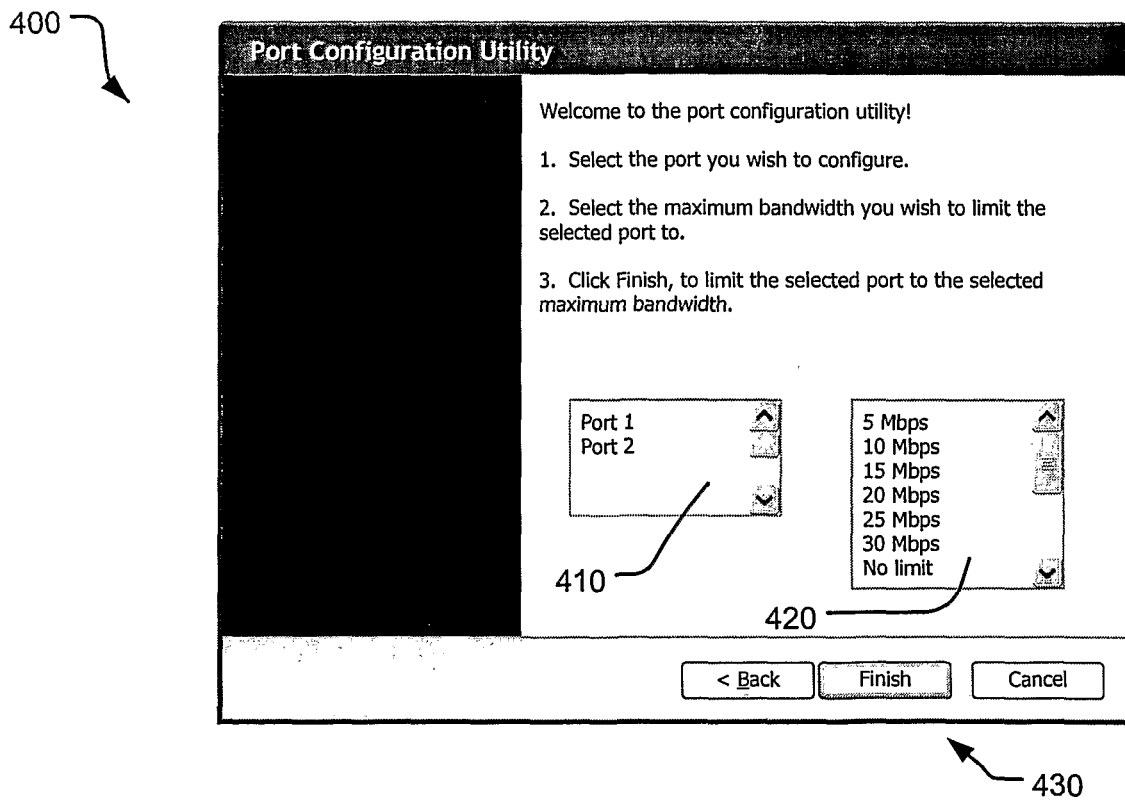 400
Port Configuration Utility
Welcome to the port configuration utility!
1. Select the port you wish to configure.
2. Select the maximum bandwidth you wish to limit the
selected port to.
3. Click Finish, to limit the selected port to the selected
maximum bandwidth.
Port 1
Port 2
410
5 Mbps
10 Mbps
15 Mbps
20 Mbps
25 Mbps
30 Mbps
No limit
420
< Back
Finish
Cancel
430